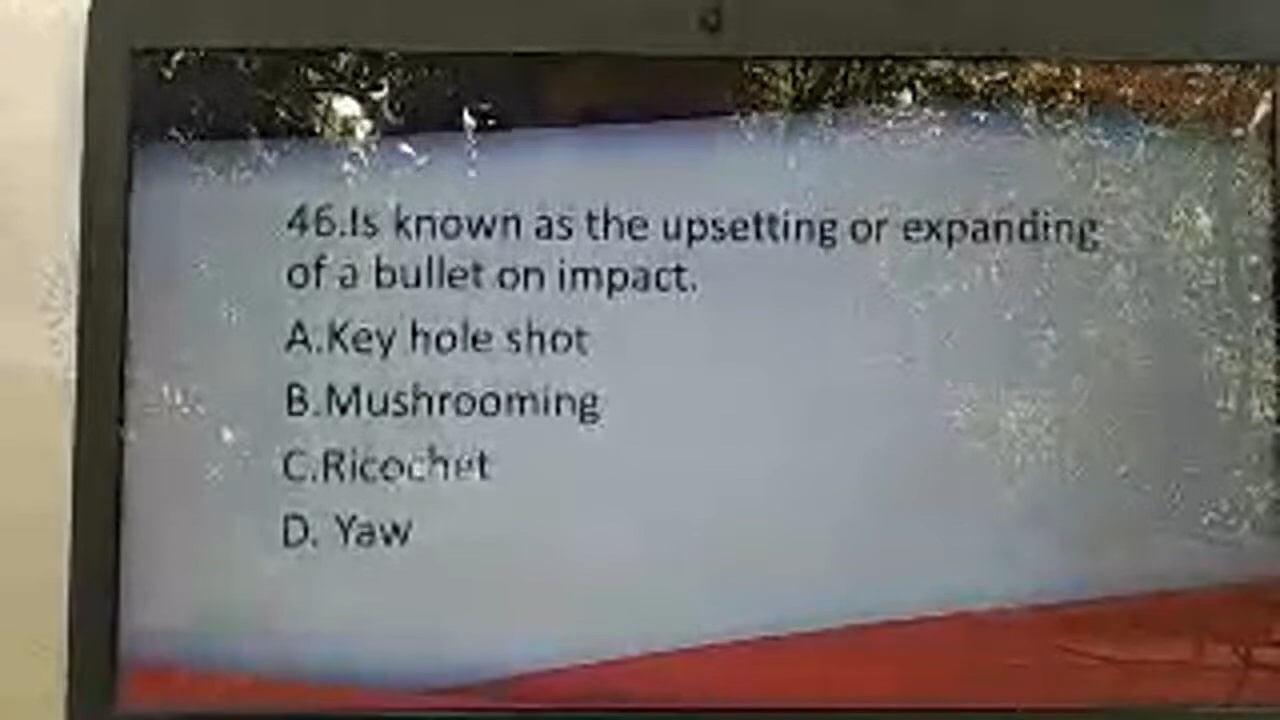 46.Is known as the upsetting or expanding
of a bullet on impact.
A.Key hole shot
B.Mushrooming
C.Ricochet
D. Yaw